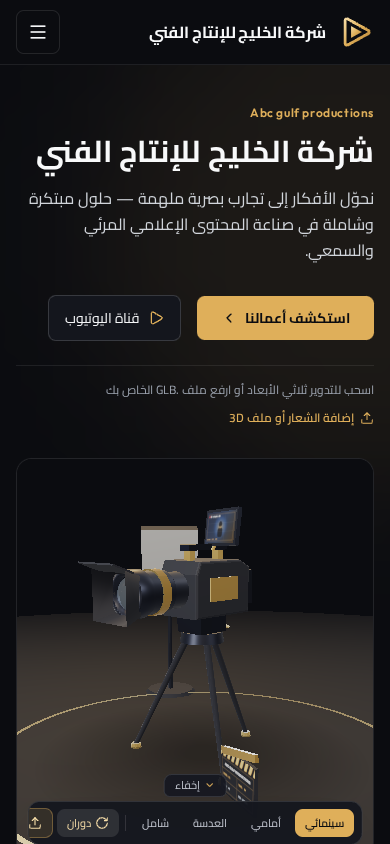 شركة الخليج للإنتاج الفني
Abc gulf productions
شركة الخليج للإنتاج الفني
نحوّل الأفكار إلى تجارب بصرية ملهمة — حلول مبتكرة
وشاملة في صناعة المحتوى الإعلامي المرئي
والسمعي.
استكشف أعمالنا
قناة اليوتيوب
اسحب للتدوير ثلاثي الأبعاد أو ارفع ملف .GLB الخاص بك
إضافة الشعار أو ملف 3D
إخفاء
سينمائي
أمامي
العدسة
شامل
دوران